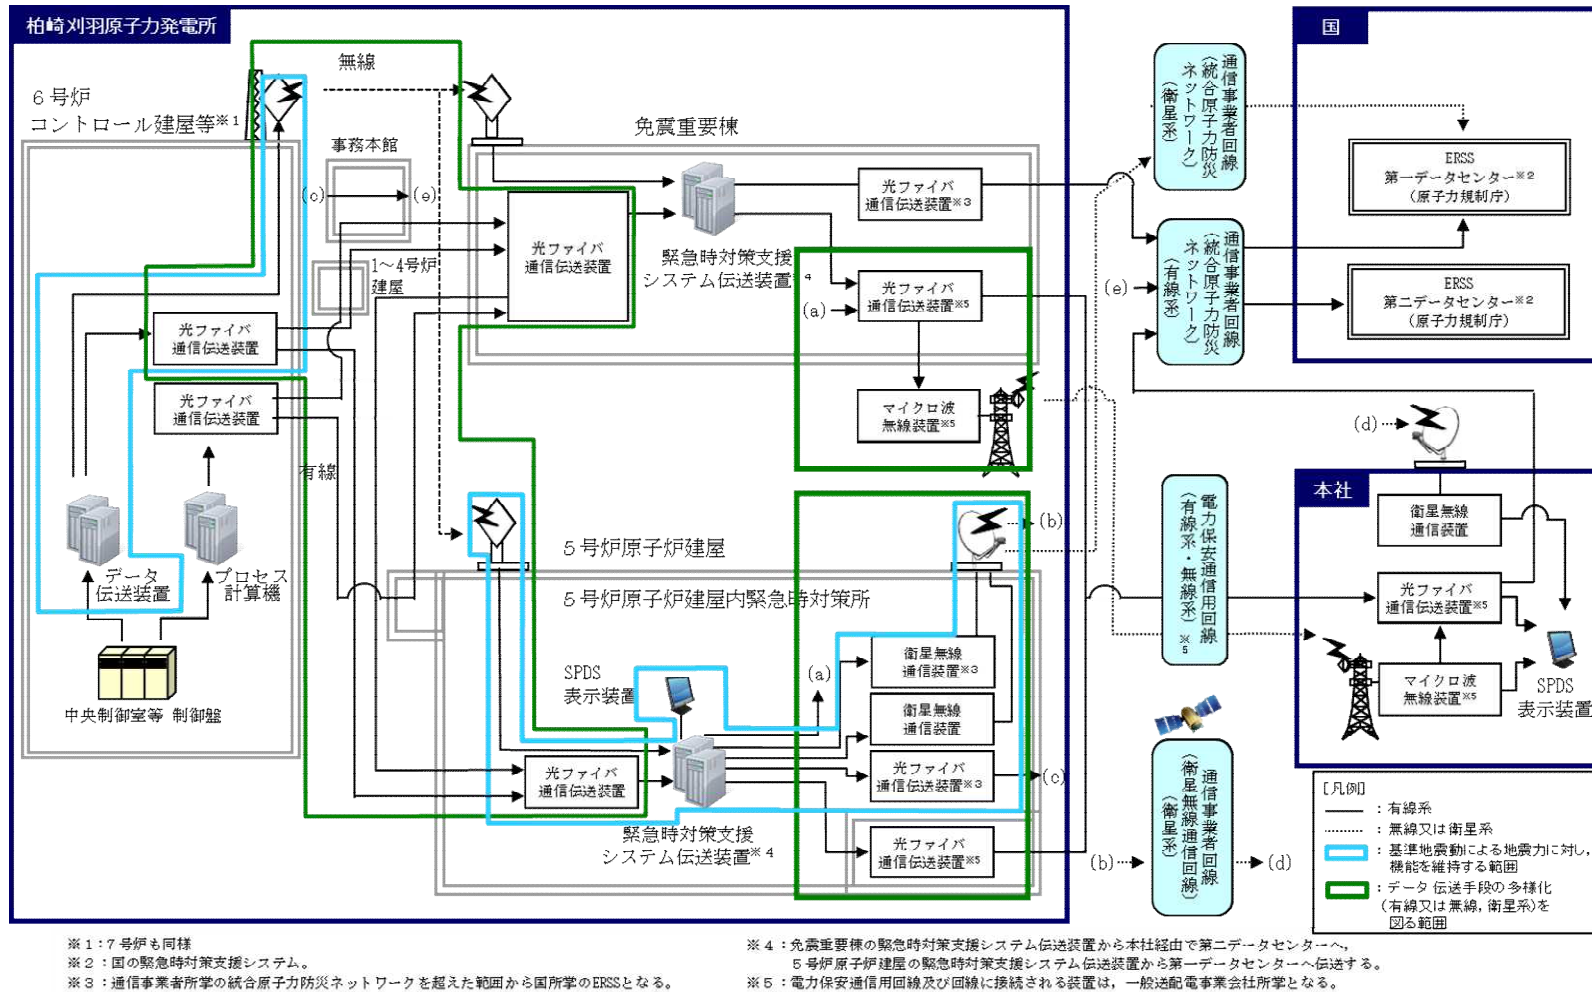 柏崎刈羽原子力発電所
6号炉
コントロール建屋等※1
無線
事務本館
(c)
(e)
1～4号炉
建屋
光ファイバ
通信伝送装置
光ファイバ
通信伝送装置
有線
データ
伝送装置
プロセス
計算機
中央制御室等 制御盤
免震重要棟
光ファイバ
通信伝送装置
緊急時対策支援
システム伝送装置※4
光ファイバ
通信伝送装置※3
(a)
光ファイバ
通信伝送装置※5
マイクロ波
無線装置※5
5号炉原子炉建屋
5号炉原子炉建屋内緊急時対策所
(b)
SPDS
表示装置
(a)
衛星無線
通信装置※3
衛星無線
通信装置
光ファイバ
通信伝送装置※3
(c)
光ファイバ
通信伝送装置
緊急時対策支援
システム伝送装置※4
光ファイバ
通信伝送装置※5
通信事業者回線
(統合原子力防災
ネットワーク)
(衛星系)
通信事業者回線
(統合原子力防災
ネットワーク)
(有線系)
(e)
電力保安通信用回線
(有線系・無線系)※5
通信事業者回線
(衛星無線通信回線)
(衛星系)
(b)
(d)
国
ERSS
第一データセンター※2
(原子力規制庁)
ERSS
第二データセンター※2
(原子力規制庁)
(d)
本社
衛星無線
通信装置
光ファイバ
通信伝送装置※5
マイクロ波
無線装置※5
SPDS
表示装置
[凡例]
：有線系
：無線又は衛星系
：基準地震動による地震力に対し，
機能を維持する範囲
：データ伝送手段の多様化
(有線又は無線，衛星系)を
図る範囲
※1：7号炉も同様
※2：国の緊急時対策支援システム。
※3：通信事業者所掌の統合原子力防災ネットワークを超えた範囲から国所掌のERSSとなる。
※4：免震重要棟の緊急時対策支援システム伝送装置から本社経由で第二データセンターへ，
5号炉原子炉建屋の緊急時対策支援システム伝送装置から第一データセンターへ伝送する。
※5：電力保安通信用回線及び回線に接続される装置は，一般送配電事業会社所掌となる。